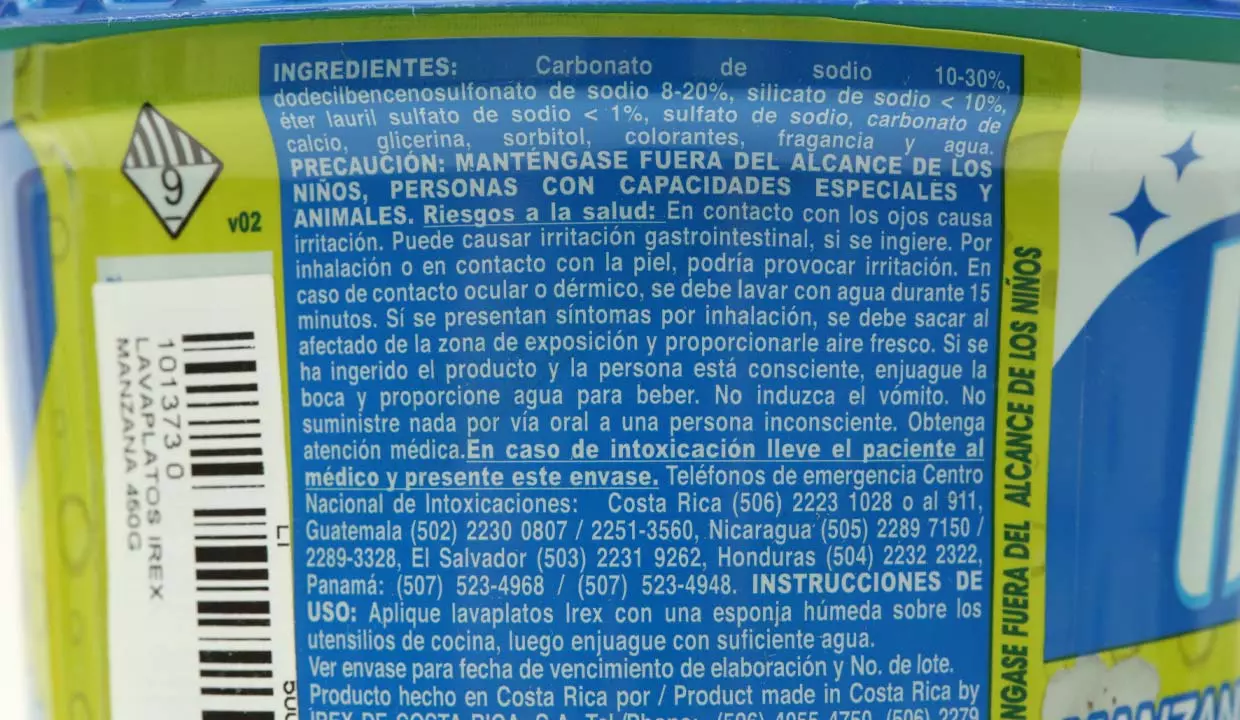 INGREDIENTES: Carbonato de sodio 10-30%,
dodecilbencenosulfonato de sodio 8-20%, silicato de sodio < 10%,
éter lauril sulfato de sodio < 1%, sulfato de sodio, carbonato de
calcio, glicerina, sorbitol, colorantes, fragancia y agua.
PRECAUCIÓN: MANTÉNGASE FUERA DEL ALCANCE DE LOS
NIÑOS, PERSONAS CON CAPACIDADES ESPECIALES Y
ANIMALES. Riesgos a la salud: En contacto con los ojos causa
irritación. Puede causar irritación gastrointestinal, si se ingiere. Por
inhalación o en contacto con la piel, podría provocar irritación. En
caso de contacto ocular o dérmico, se debe lavar con agua durante 15
minutos. Sí se presentan síntomas por inhalación, se debe sacar al
afectado de la zona de exposición y proporcionarle aire fresco. Si se
ha ingerido el producto y la persona está consciente, enjuague la
boca y proporcione agua para beber. No induzca el vómito. No
suministre nada por vía oral a una persona inconsciente. Obtenga
atención médica.En caso de intoxicación lleve el paciente al
médico y presente este envase. Teléfonos de emergencia Centro
Nacional de Intoxicaciones: Costa Rica (506) 2223 1028 o al 911,
Guatemala (502) 2230 0807 / 2251-3560, Nicaragua (505) 2289 7150 /
2289-3328, El Salvador (503) 2231 9262, Honduras (504) 2232 2322,
Panamá: (507) 523-4968 / (507) 523-4948. INSTRUCCIONES DE
USO: Aplique lavaplatos Irex con una esponja húmeda sobre los
utensilios de cocina, luego enjuague con suficiente agua.
Ver envase para fecha de vencimiento de elaboración y No. de lote.
Producto hecho en Costa Rica por / Product made in Costa Rica by
IREX DE COSTA RICA, S.A. Tel./Phone: (506) 4055 4750, (506) 2279
9
v02
101373 0
LAVAPLATOS IREX
MANZANA 450G
NGASE FUERA DEL ALCANCE DE LOS NIÑOS